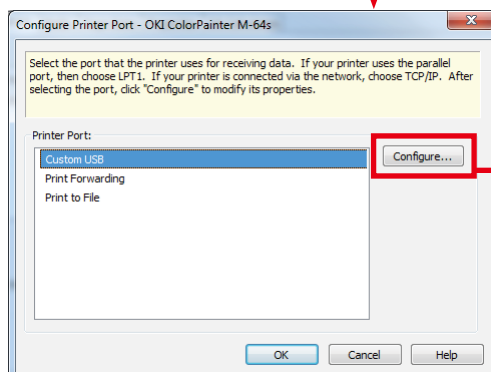 Configure Printer Port - OKI ColorPainter M-64s
Select the port that the printer uses for receiving data. If your printer uses the parallel
port, then choose LPT1. If your printer is connected via the network, choose TCP/IP. After
selecting the port, click "Configure" to modify its properties.
Printer Port:
Custom USB
Configure...
Print Forwarding
Print to File
OK
Cancel
Help